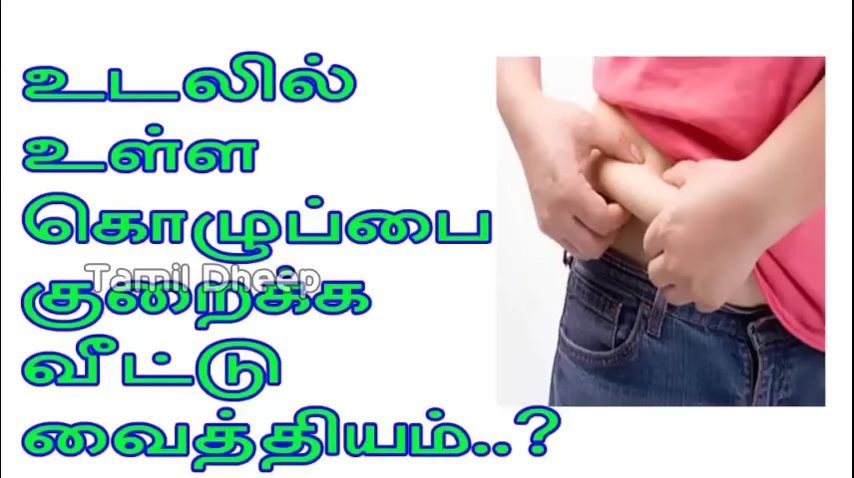 உடலில்
உள்ள
கொழுப்பை
Tamil Dheep
குறைக்க
வீட்டு
வைத்தியம்..?